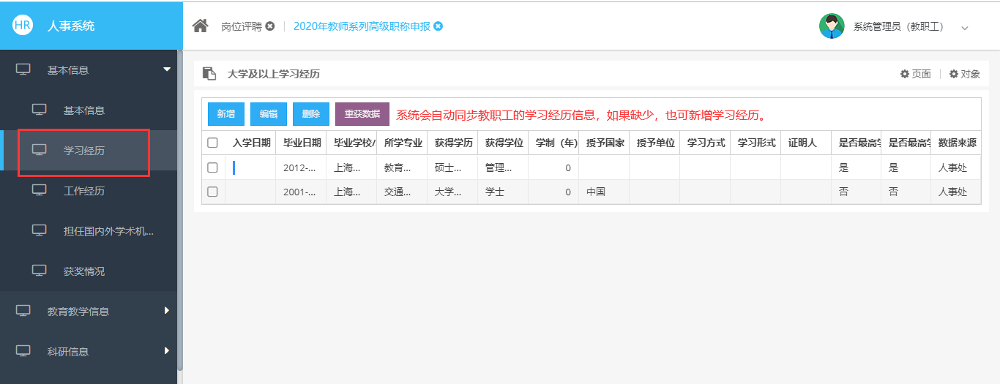 HR 人事系统
岗位评聘 2020年教师系列高级职称申报 系统管理员（教职工）
基本信息
基本信息
学习经历
工作经历
担任国内外学术机...
获奖情况
教育教学信息
科研信息
大学及以上学习经历 页面 对象
新增 编辑 删除 重获数据 系统会自动同步教职工的学习经历信息，如果缺少，也可新增学习经历。
入学日期 毕业日期 毕业学校/ 所学专业 获得学历 获得学位 学制（年） 授予国家 授予单位 学习方式 学习形式 证明人 是否最高学 是否最高学 数据来源
2012-... 上海... 教育... 硕士... 管理... 0 是 是 人事处
2001-... 上海... 交通... 大学... 学士 0 中国 否 否 人事处